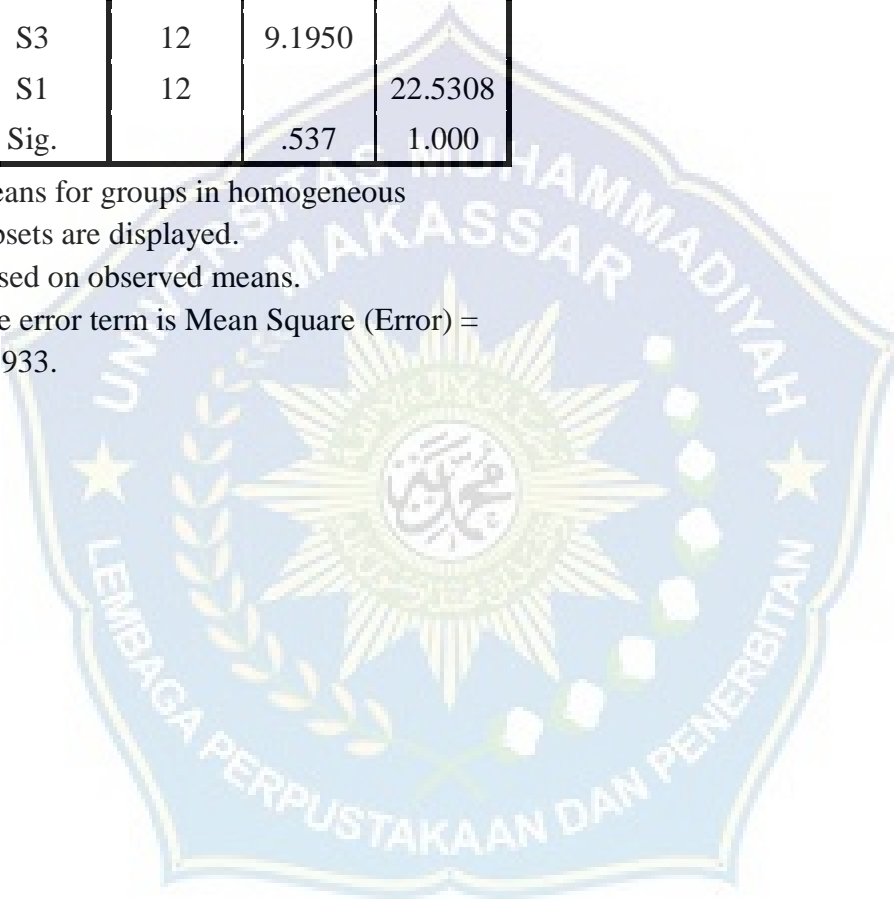 S3 12 9.1950
S1 12 22.5308
Sig. .537 1.000
eans for groups in homogeneous
bsets are displayed.
sed on observed means.
e error term is Mean Square (Error) =
933.
UNIVERSITAS MUHAMMADIYAH
MAKASSAR
LEMBAGA PERPUSTAKAAN DAN PENERBITAN